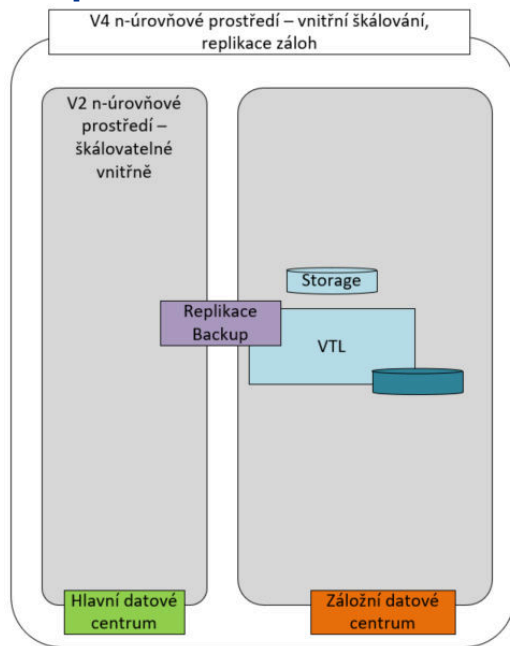 V4 n-úrovňové prostředí – vnitřní škálování,
replikace záloh
V2 n-úrovňové
prostředí –
škálovatelné
vnitřně
Storage
Replikace
Backup
VTL
Hlavní datové
centrum
Záložní datové
centrum